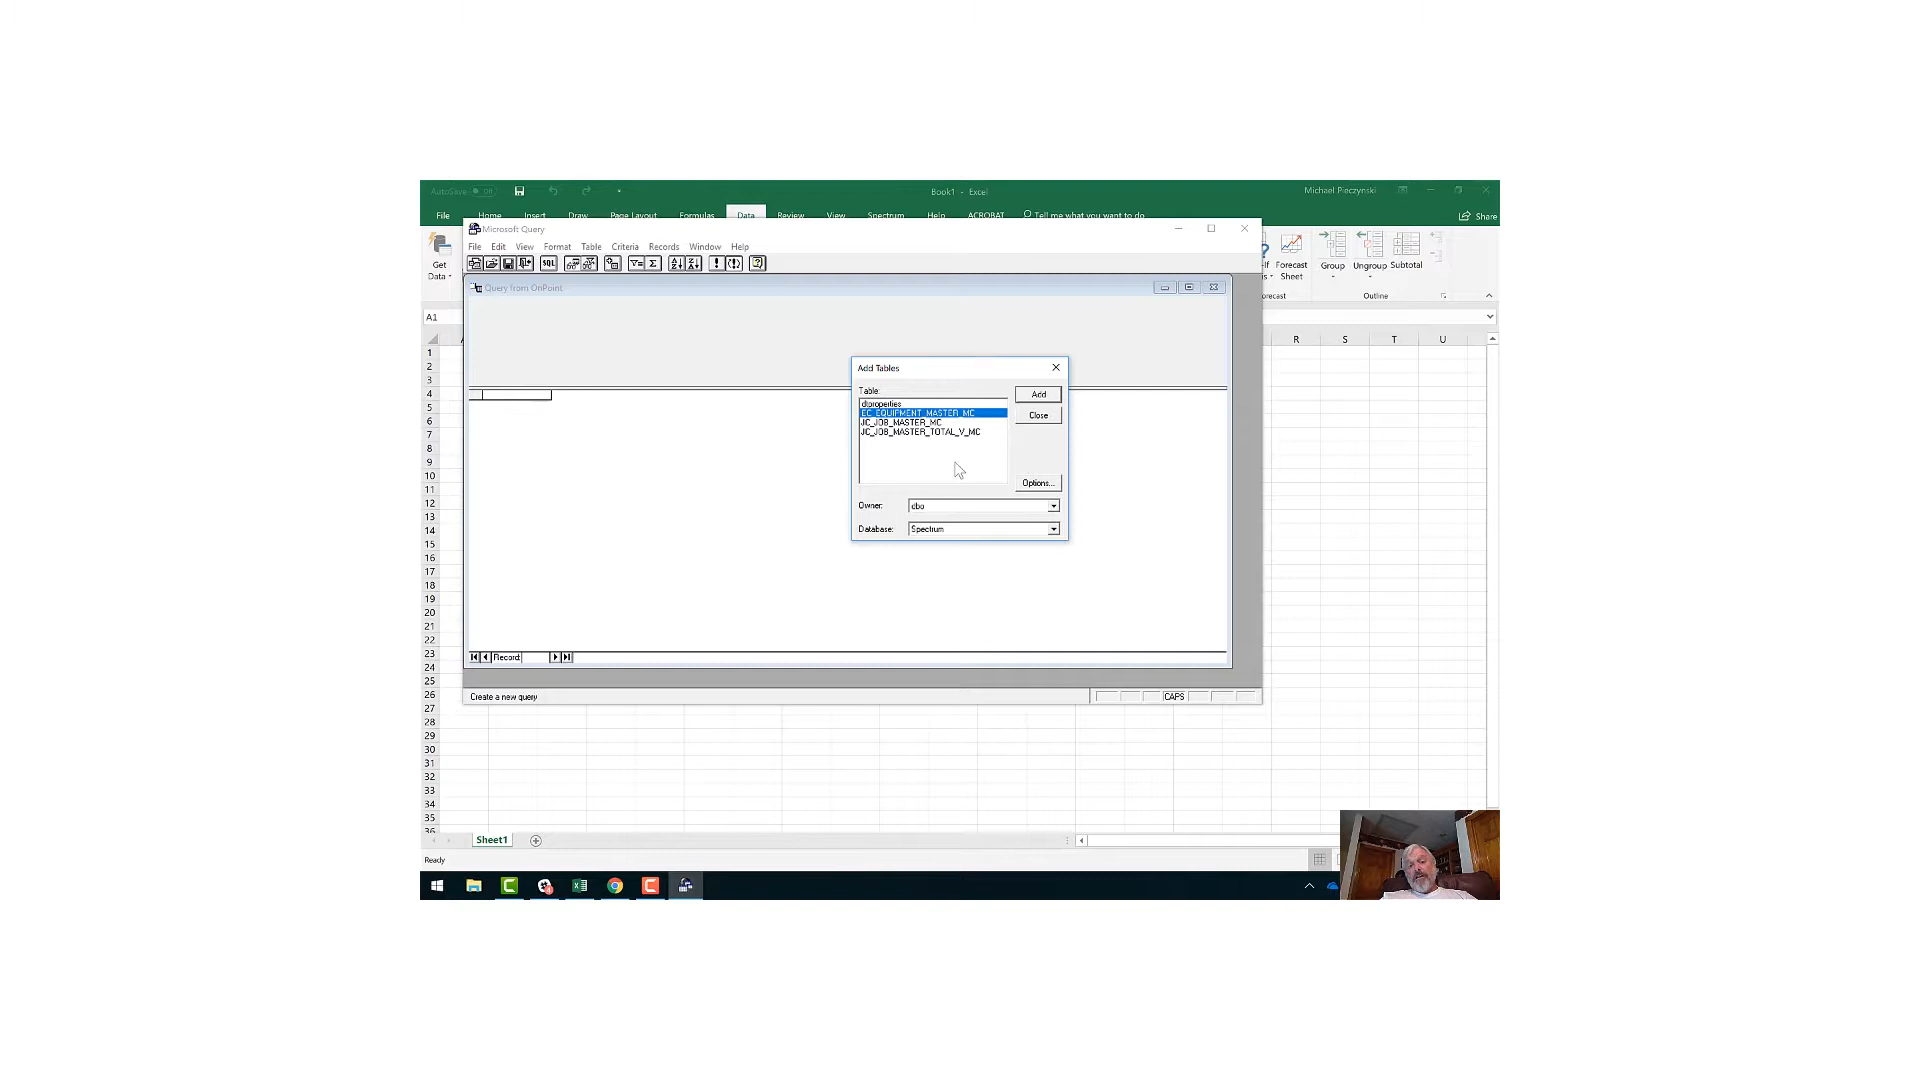 AutoSave Off
Book1 - Excel
Michael Pieczynski
File Home Insert Draw Page Layout Formulas Data Review View Spectrum Help ACROBAT Tell me what you want to do Share
Microsoft Query
Get
Data
Forecast
Sheet
Group
Ungroup
Subtotal
Outline
File Edit View Format Table Criteria Records Window Help
SQL
Query from OnPoint
A1
R S T U
Add Tables
Table:
dtproperties
EC_EQUIPMENT_MASTER_MC
JC_JOB_MASTER_MC
JC_JOB_MASTER_TOTAL_V_MC
Add
Close
Options...
Owner: dbo
Database: Spectrum
1
2
3
4
5
6
7
8
9
10
11
12
13
14
15
16
17
18
19
20
21
22
23
24
25
26
27
28
29
30
31
32
33
34
35
36
Record:
Create a new query
CAPS
Sheet1
Ready